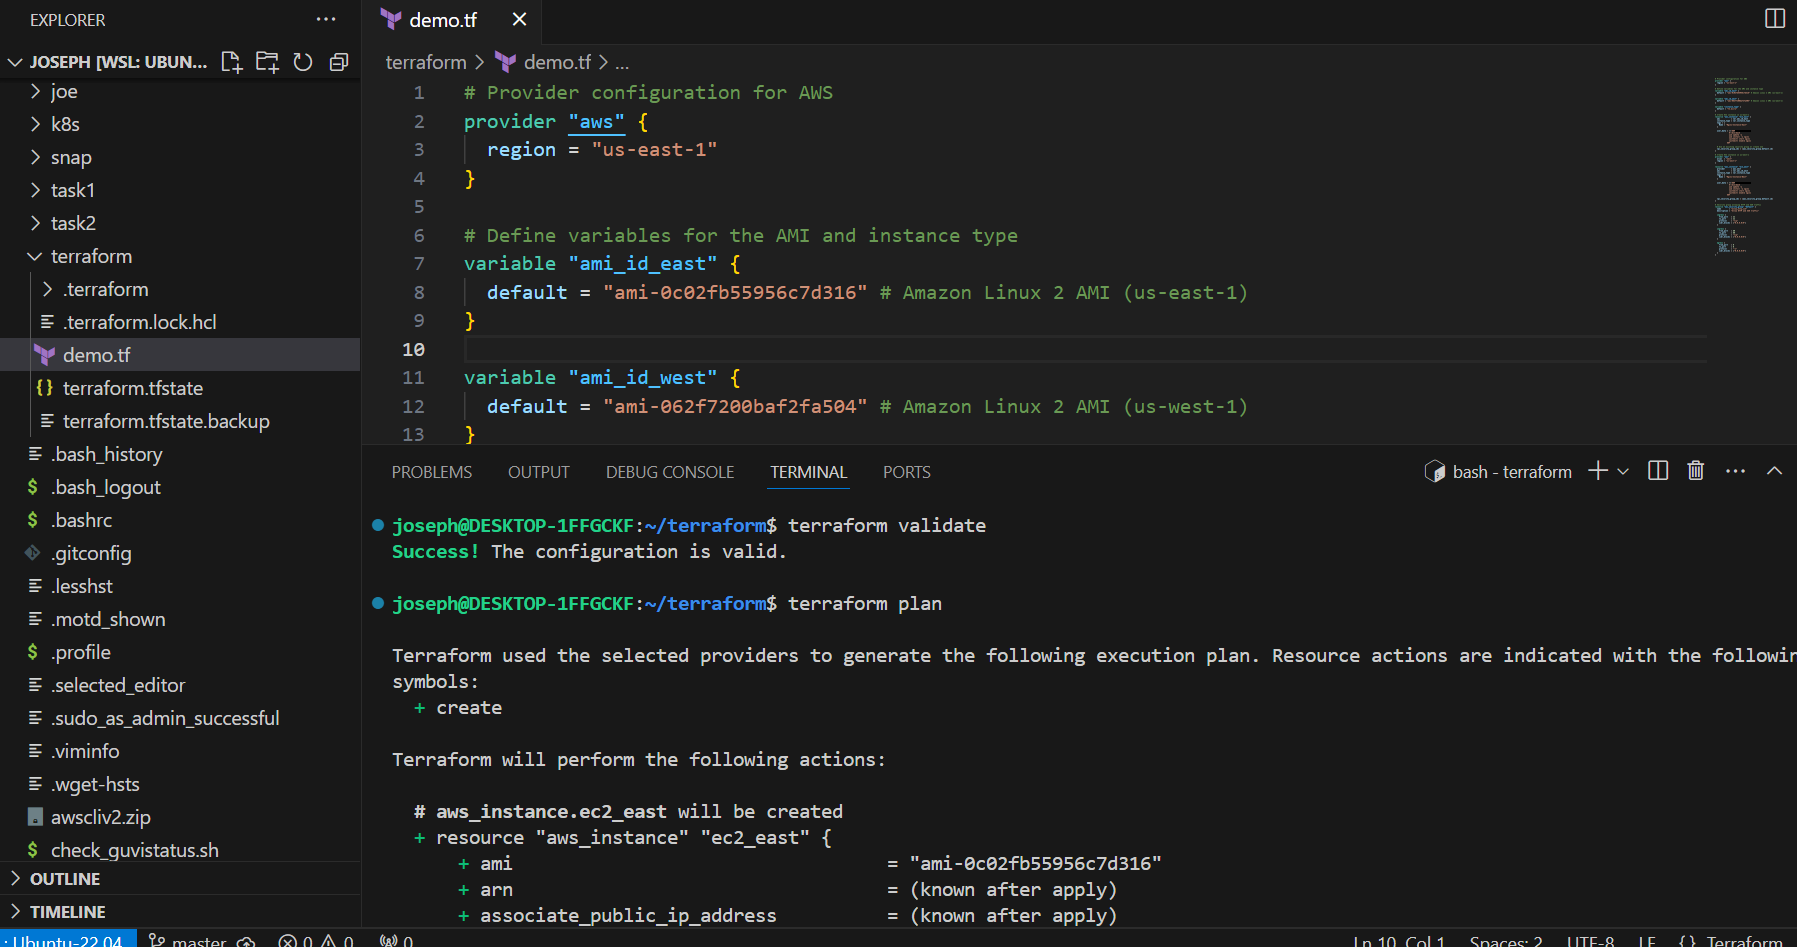 EXPLORER
JOSEPH [WSL: UBUN...
joe
k8s
snap
task1
task2
terraform
.terraform
.terraform.lock.hcl
demo.tf
terraform.tfstate
terraform.tfstate.backup
.bash_history
.bash_logout
.bashrc
.gitconfig
.lesshst
.motd_shown
.profile
.selected_editor
.sudo_as_admin_successful
.viminfo
.wget-hsts
awscliv2.zip
check_guvistatus.sh
OUTLINE
TIMELINE
demo.tf
terraform > demo.tf > ...
1 # Provider configuration for AWS
2 provider "aws" {
3 region = "us-east-1"
4 }
5
6 # Define variables for the AMI and instance type
7 variable "ami_id_east" {
8 default = "ami-0c02fb55956c7d316" # Amazon Linux 2 AMI (us-east-1)
9 }
10
11 variable "ami_id_west" {
12 default = "ami-062f7200baf2fa504" # Amazon Linux 2 AMI (us-west-1)
13 }
PROBLEMS OUTPUT DEBUG CONSOLE TERMINAL PORTS
bash - terraform
joseph@DESKTOP-1FFGCKF:~/terraform$ terraform validate
Success! The configuration is valid.
joseph@DESKTOP-1FFGCKF:~/terraform$ terraform plan
Terraform used the selected providers to generate the following execution plan. Resource actions are indicated with the followin
symbols:
+ create
Terraform will perform the following actions:
# aws_instance.ec2_east will be created
+ resource "aws_instance" "ec2_east" {
+ ami = "ami-0c02fb55956c7d316"
+ arn = (known after apply)
+ associate_public_ip_address = (known after apply)
Ubuntu-22.04 master 0 0 0 Ln 10, Col 1 Spaces: 2 UTF-8 LF {} Terraform